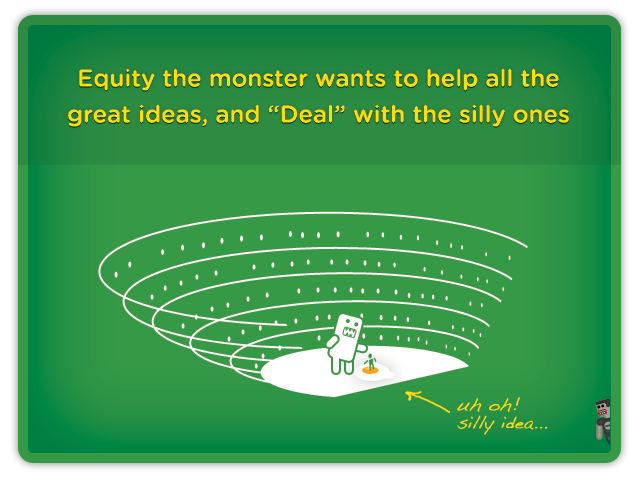 Equity the monster wants to help all the
great ideas, and “Deal” with the silly ones
uh oh!
silly idea...